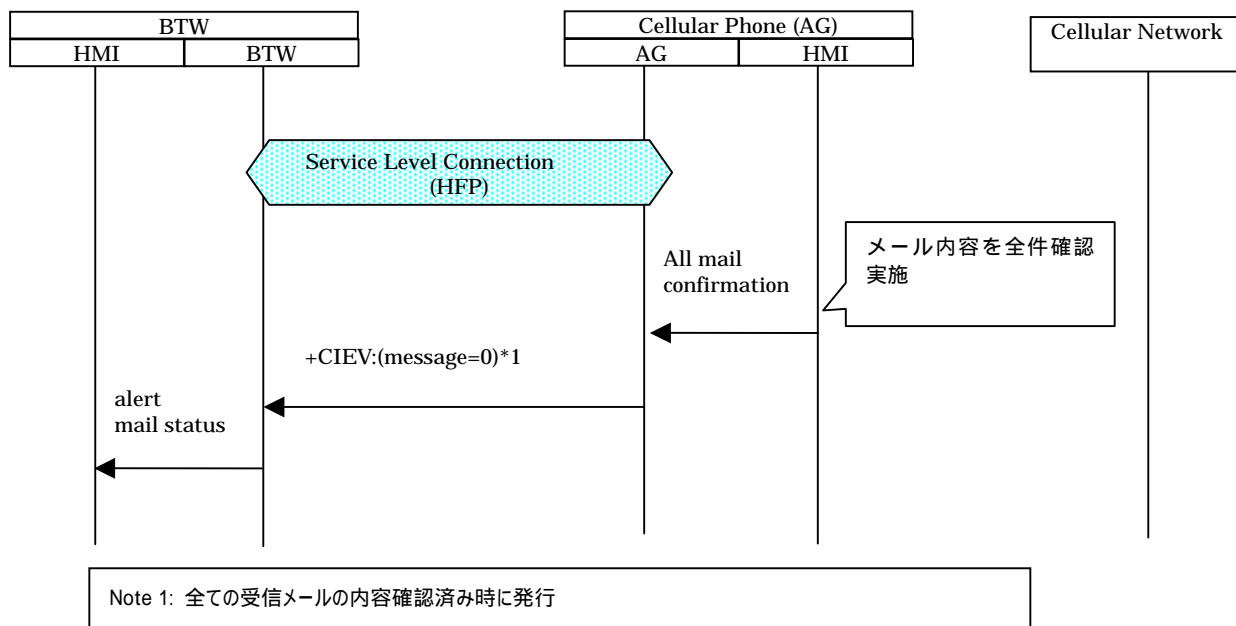 BTW
HMI
BTW
Cellular Phone (AG)
AG
HMI
Cellular Network
Service Level Connection
(HFP)
メール内容を全件確認
実施
All mail
confirmation
+CIEV:(message=0)*1
alert
mail status
Note 1: 全ての受信メールの内容確認済み時に発行